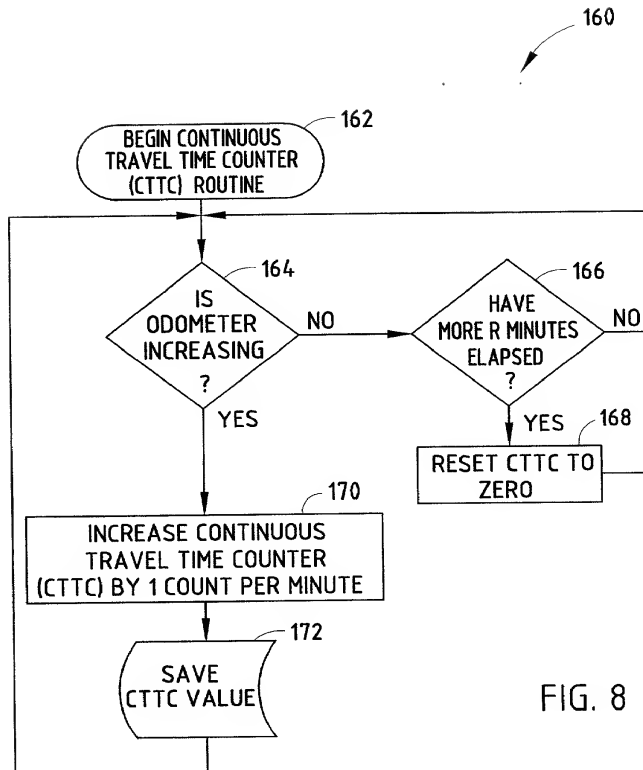 160
BEGIN CONTINUOUS
TRAVEL TIME COUNTER
(CTTC) ROUTINE
162
IS
ODOMETER
INCREASING
?
164
NO
YES
HAVE
MORE R MINUTES
ELAPSED
?
166
NO
YES
168
RESET CTTC TO
ZERO
170
INCREASE CONTINUOUS
TRAVEL TIME COUNTER
(CTTC) BY 1 COUNT PER MINUTE
172
SAVE
CTTC VALUE
FIG. 8